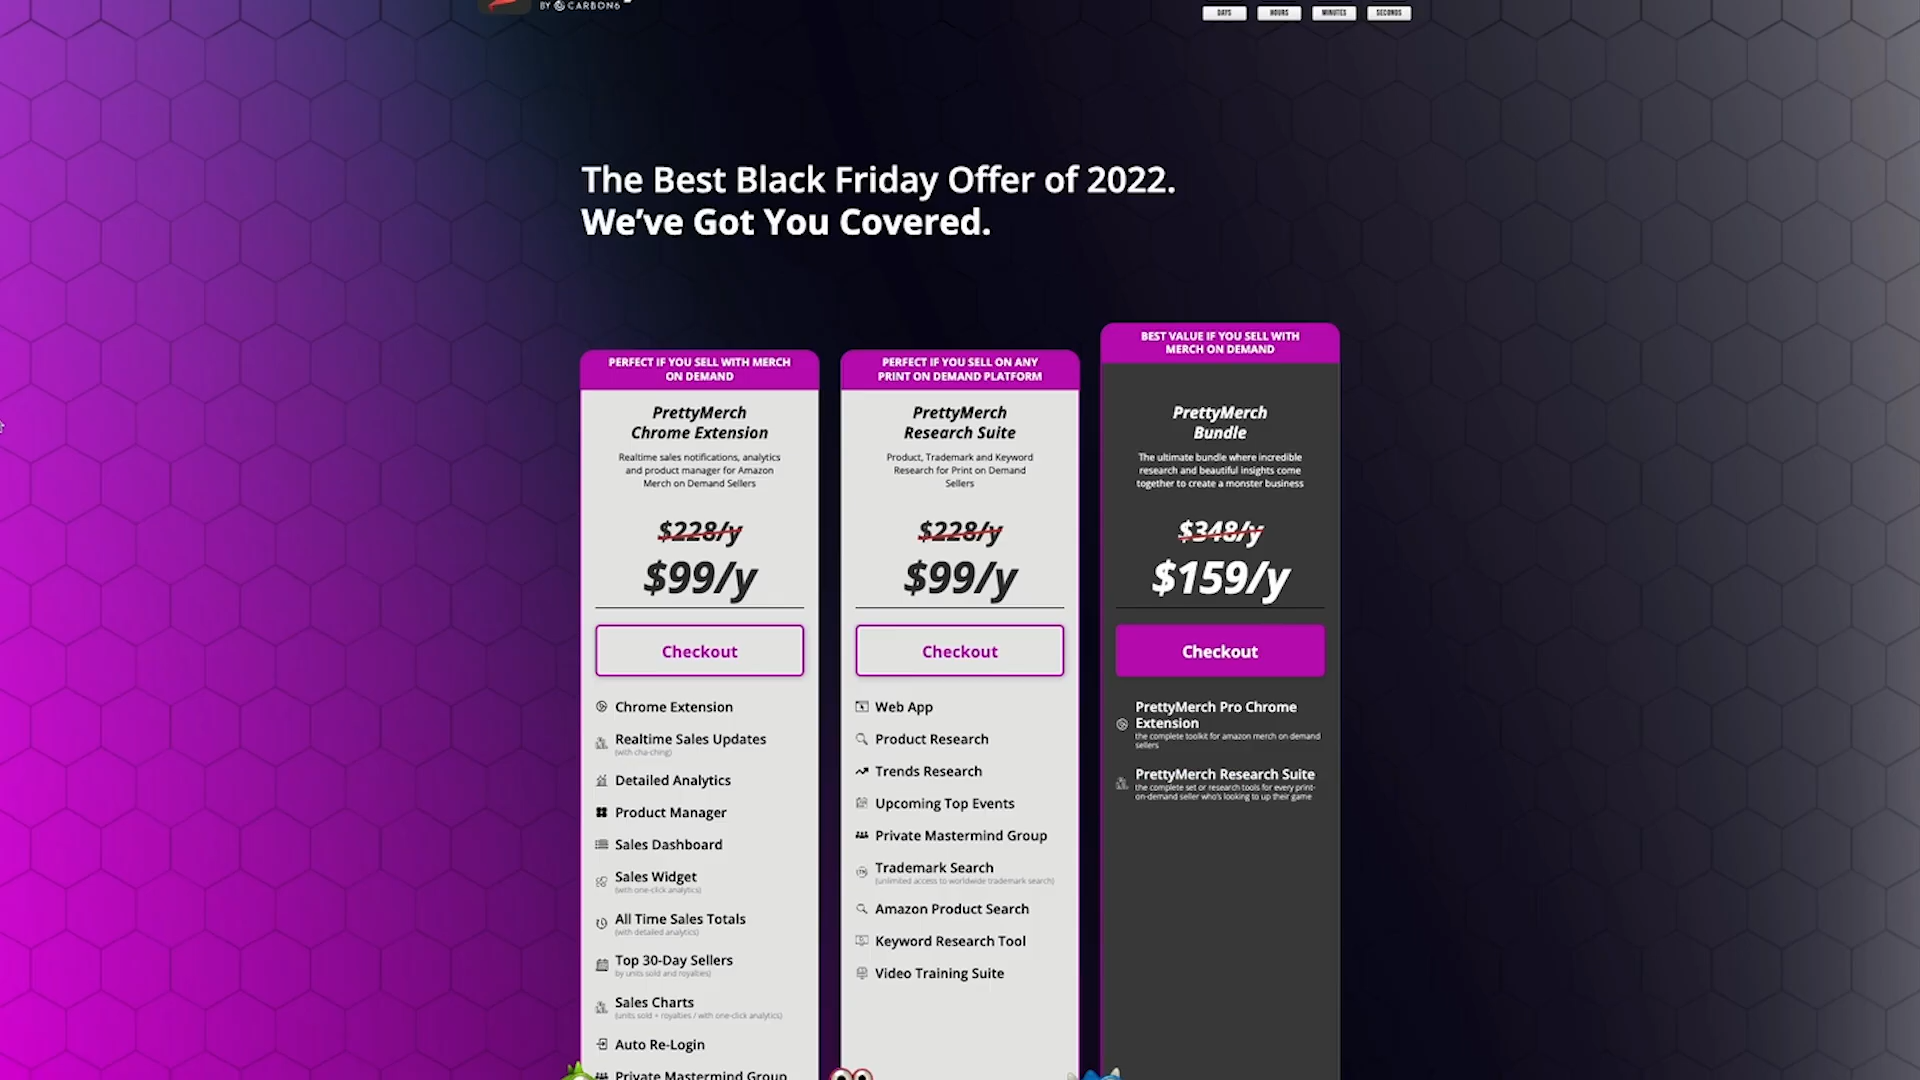 BY CARBON6
DAYS
HOURS
MINUTES
SECONDS
The Best Black Friday Offer of 2022.
We've Got You Covered.
PERFECT IF YOU SELL WITH MERCH
ON DEMAND
PrettyMerch
Chrome Extension
Realtime sales notifications, analytics
and product manager for Amazon
Merch on Demand Sellers
$228/y
$99/y
Checkout
Chrome Extension
Realtime Sales Updates
(with cha-ching)
Detailed Analytics
Product Manager
Sales Dashboard
Sales Widget
(with one-click analytics)
All Time Sales Totals
(with detailed analytics)
Top 30-Day Sellers
by units sold and royalties)
Sales Charts
(units sold + royalties / with one-click analytics)
Auto Re-Login
Private Mastermind Group
PERFECT IF YOU SELL ON ANY
PRINT ON DEMAND PLATFORM
PrettyMerch
Research Suite
Product, Trademark and Keyword
Research for Print on Demand
Sellers
$228/y
$99/y
Checkout
Web App
Product Research
Trends Research
Upcoming Top Events
Private Mastermind Group
Trademark Search
(unlimited access to worldwide trademark search)
Amazon Product Search
Keyword Research Tool
Video Training Suite
BEST VALUE IF YOU SELL WITH
MERCH ON DEMAND
PrettyMerch
Bundle
The ultimate bundle where incredible
research and beautiful insights come
together to create a monster business
$348/y
$159/y
Checkout
PrettyMerch Pro Chrome
Extension
the complete toolkit for amazon merch on demand
sellers
PrettyMerch Research Suite
the complete set or research tools for every print-
on-demand seller who's looking to up their game